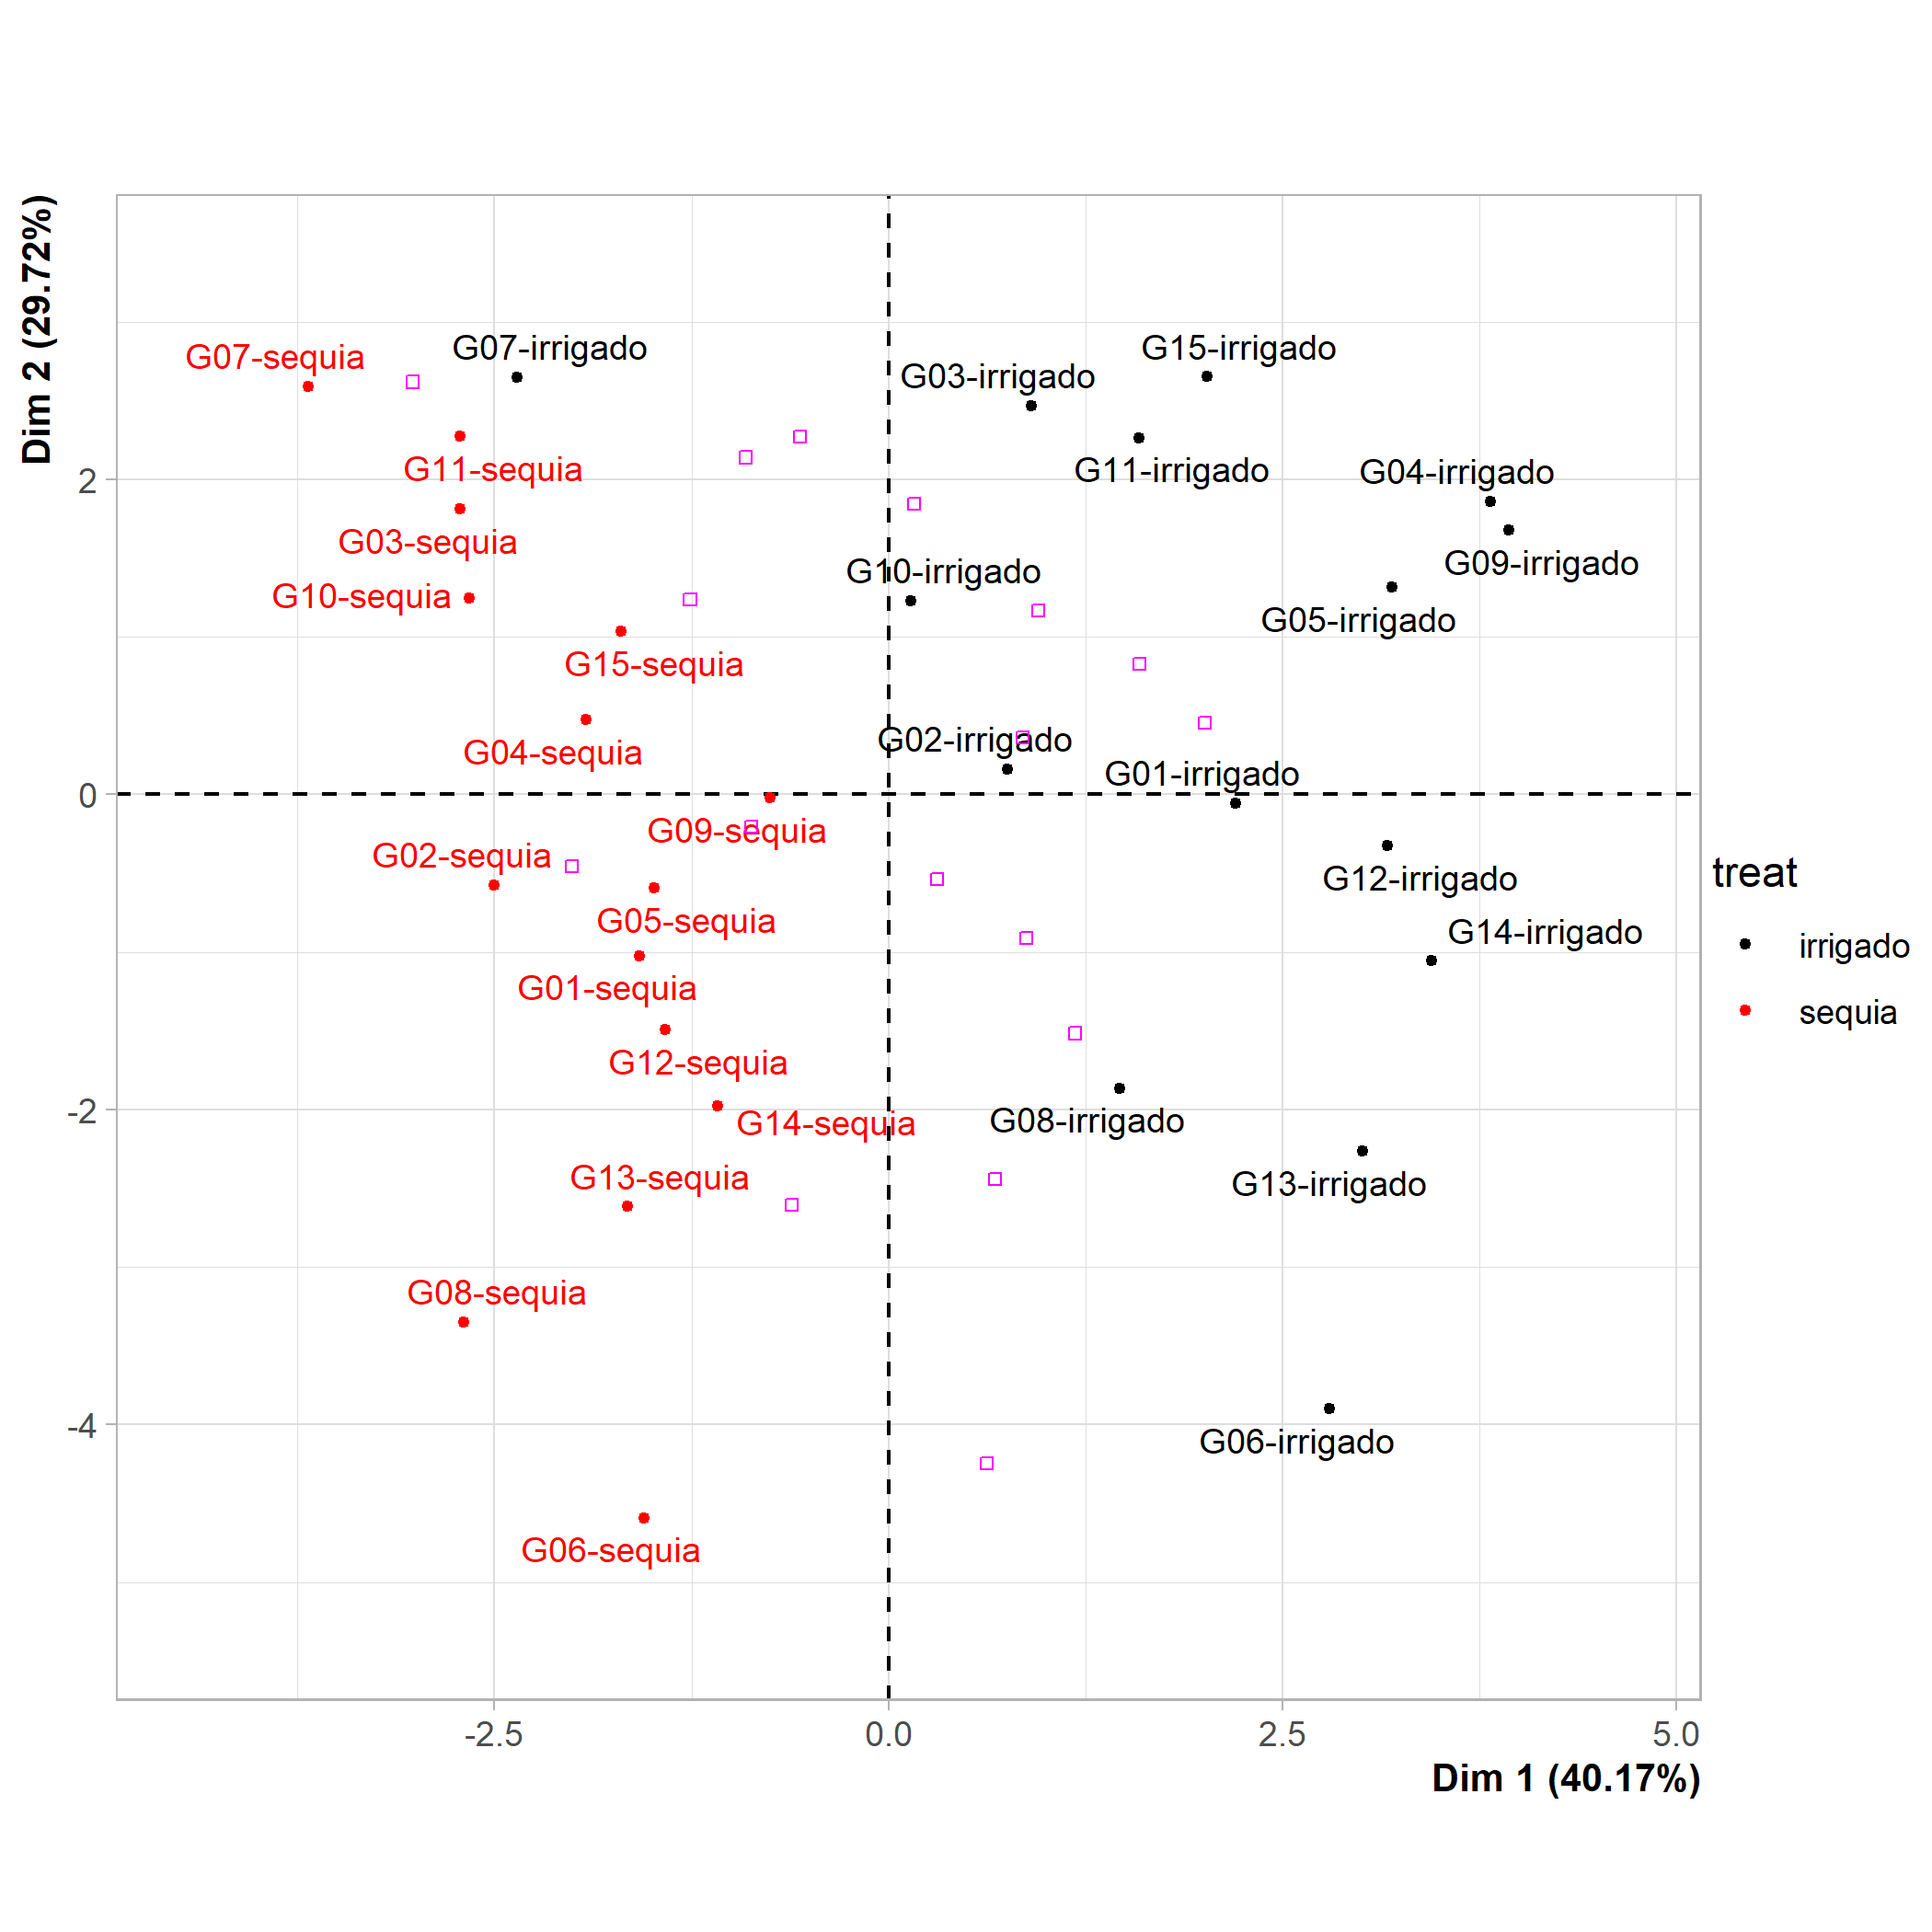 Dim 2 (29.72%)
G07-sequia
G07-irrigado
G15-irrigado
G03-irrigado
G11-sequia
G11-irrigado
G04-irrigado
2
G03-sequia
G09-irrigado
G10-irrigado
G10-sequia
G05-irrigado
G15-sequia
G02-irrigado
G04-sequia
G01-irrigado
0
G09-sequia
G02-sequia
G12-irrigado
treat
G05-sequia
G14-irrigado
irrigado
G01-sequia
sequia
G12-sequia
-2
G14-sequia
G08-irrigado
G13-sequia
G13-irrigado
G08-sequia
-4
G06-irrigado
G06-sequia
-2.5 0.0 2.5 5.0
Dim 1 (40.17%)